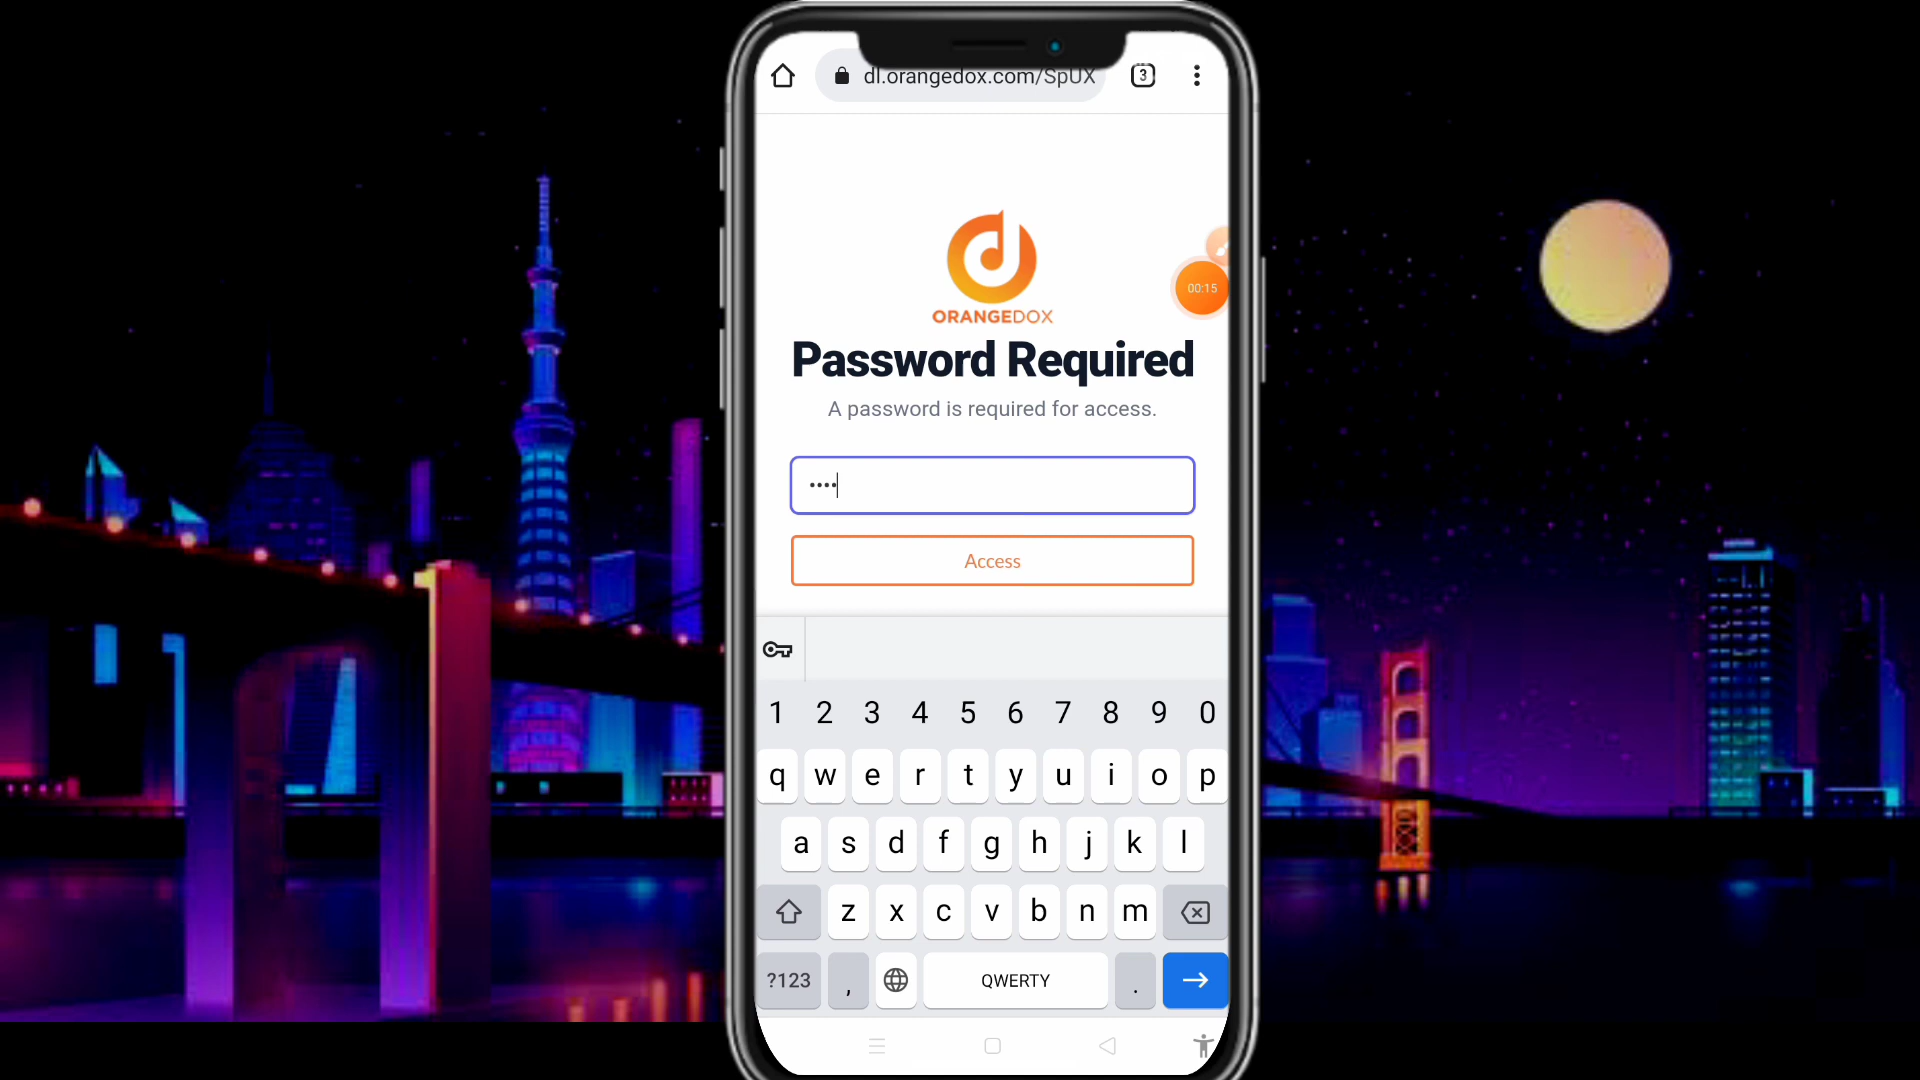 dl.orangedox.com/SpUX
3
00:15
ORANGEDOX
Password Required
A password is required for access.
••••
Access
1 2 3 4 5 6 7 8 9 0
q w e r t y u i o p
a s d f g h j k l
z x c v b n m
?123 , QWERTY .